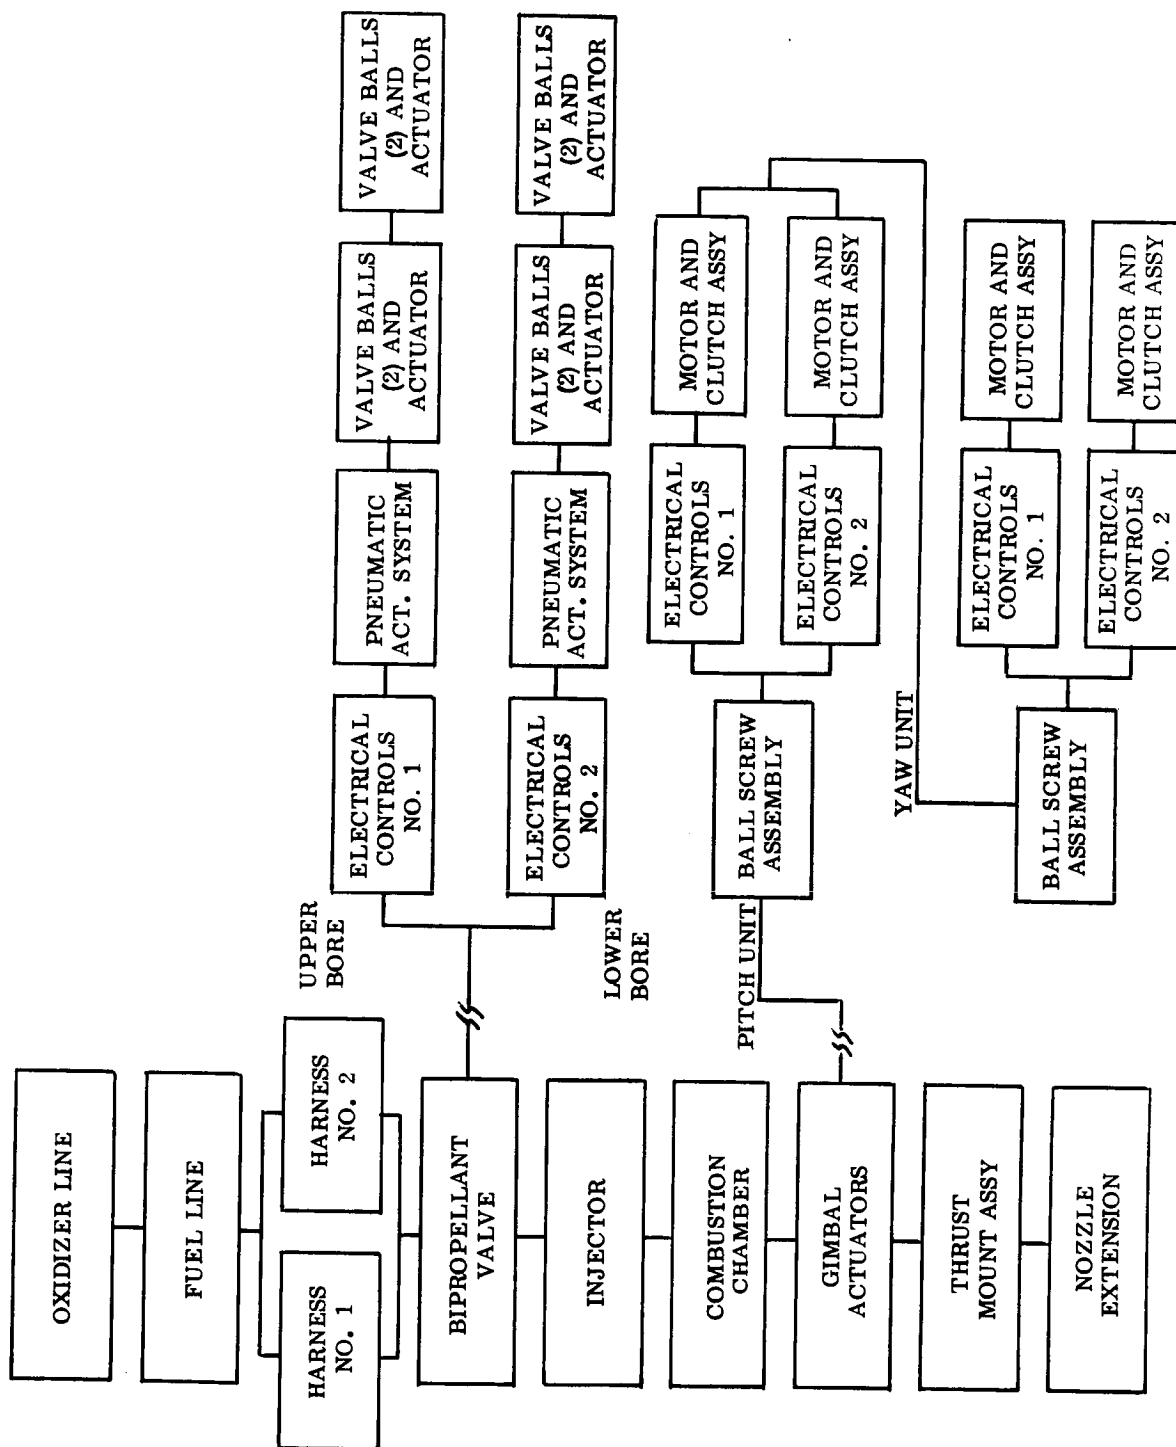 OXIDIZER LINE
FUEL LINE
HARNESS
NO. 1
HARNESS
NO. 2
BIPROPELLANT
VALVE
INJECTOR
COMBUSTION
CHAMBER
GIMBAL
ACTUATORS
THRUST
MOUNT ASSY
NOZZLE
EXTENSION
UPPER
BORE
ELECTRICAL
CONTROLS
NO. 1
PNEUMATIC
ACT. SYSTEM
VALVE BALLS
(2) AND
ACTUATOR
VALVE BALLS
(2) AND
ACTUATOR
LOWER
BORE
ELECTRICAL
CONTROLS
NO. 2
PNEUMATIC
ACT. SYSTEM
VALVE BALLS
(2) AND
ACTUATOR
VALVE BALLS
(2) AND
ACTUATOR
PITCH UNIT
BALL SCREW
ASSEMBLY
ELECTRICAL
CONTROLS
NO. 1
MOTOR AND
CLUTCH ASSY
ELECTRICAL
CONTROLS
NO. 2
MOTOR AND
CLUTCH ASSY
YAW UNIT
BALL SCREW
ASSEMBLY
ELECTRICAL
CONTROLS
NO. 1
MOTOR AND
CLUTCH ASSY
ELECTRICAL
CONTROLS
NO. 2
MOTOR AND
CLUTCH ASSY